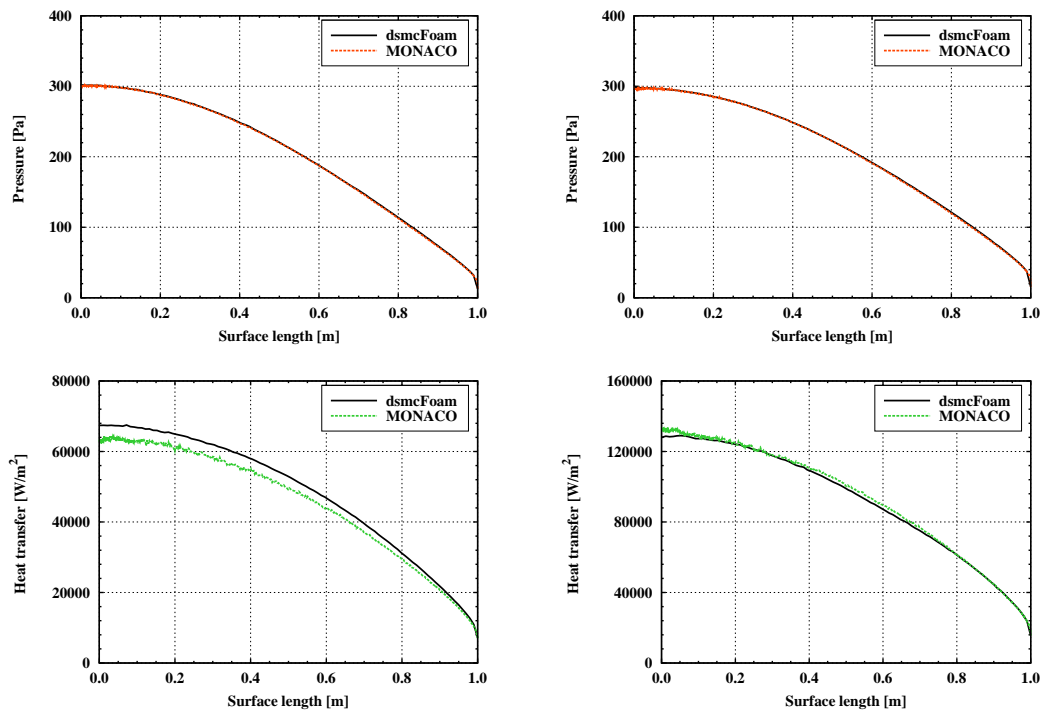 400
300
200
100
0
Pressure [Pa]
dsmcFoam
MONACO
0.0 0.2 0.4 0.6 0.8 1.0
Surface length [m]
400
300
200
100
0
Pressure [Pa]
dsmcFoam
MONACO
0.0 0.2 0.4 0.6 0.8 1.0
Surface length [m]
80000
60000
40000
20000
0
Heat transfer [W/m²]
dsmcFoam
MONACO
0.0 0.2 0.4 0.6 0.8 1.0
Surface length [m]
160000
120000
80000
40000
0
Heat transfer [W/m²]
dsmcFoam
MONACO
0.0 0.2 0.4 0.6 0.8 1.0
Surface length [m]